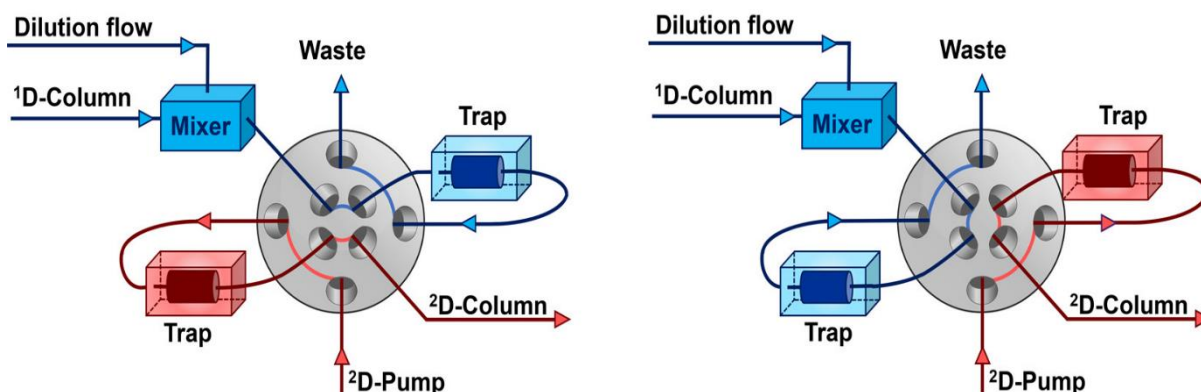 Dilution flow
Waste
¹D-Column
Mixer
Trap
Trap
²D-Column
²D-Pump
Dilution flow
Waste
¹D-Column
Mixer
Trap
Trap
²D-Column
²D-Pump